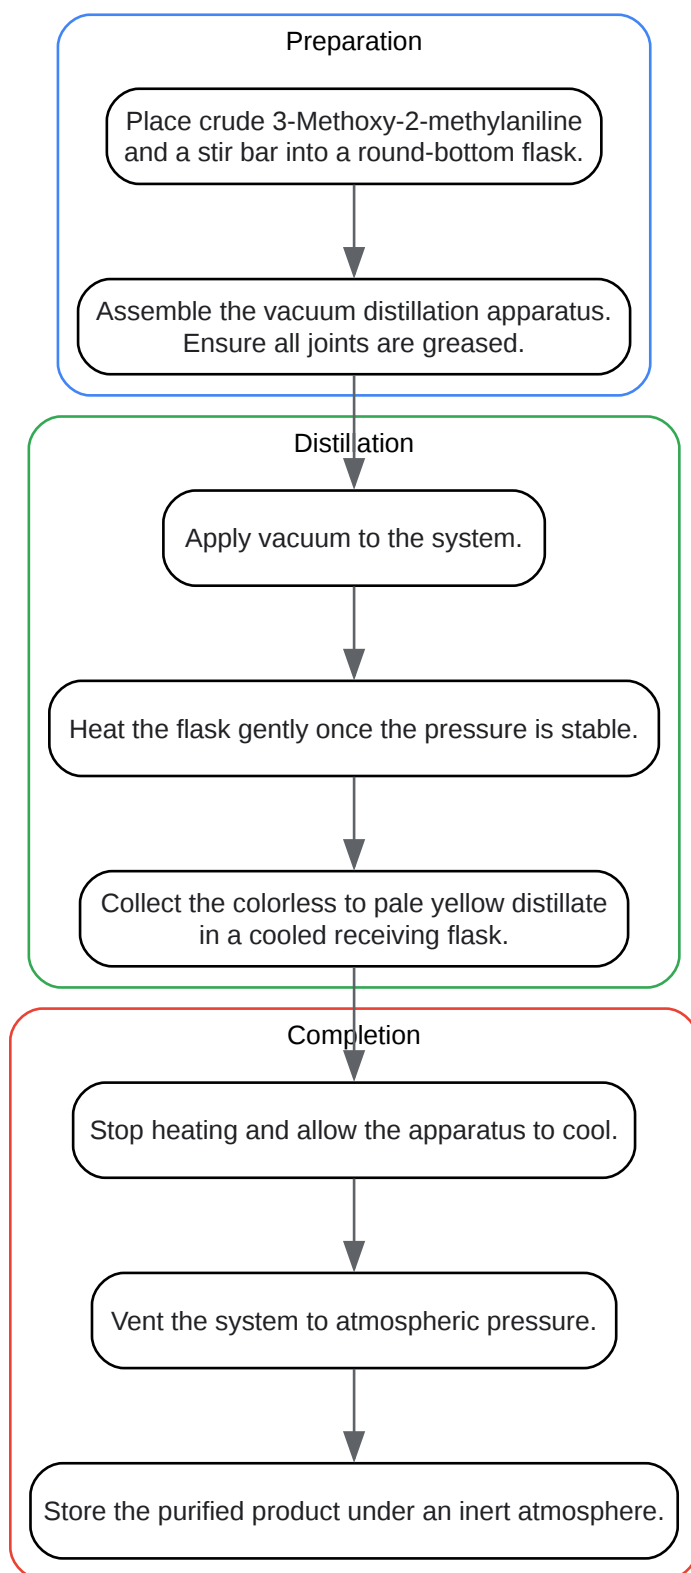 Preparation
Place crude 3-Methoxy-2-methylaniline
and a stir bar into a round-bottom flask.
Assemble the vacuum distillation apparatus.
Ensure all joints are greased.
Distillation
Apply vacuum to the system.
Heat the flask gently once the pressure is stable.
Collect the colorless to pale yellow distillate
in a cooled receiving flask.
Completion
Stop heating and allow the apparatus to cool.
Vent the system to atmospheric pressure.
Store the purified product under an inert atmosphere.